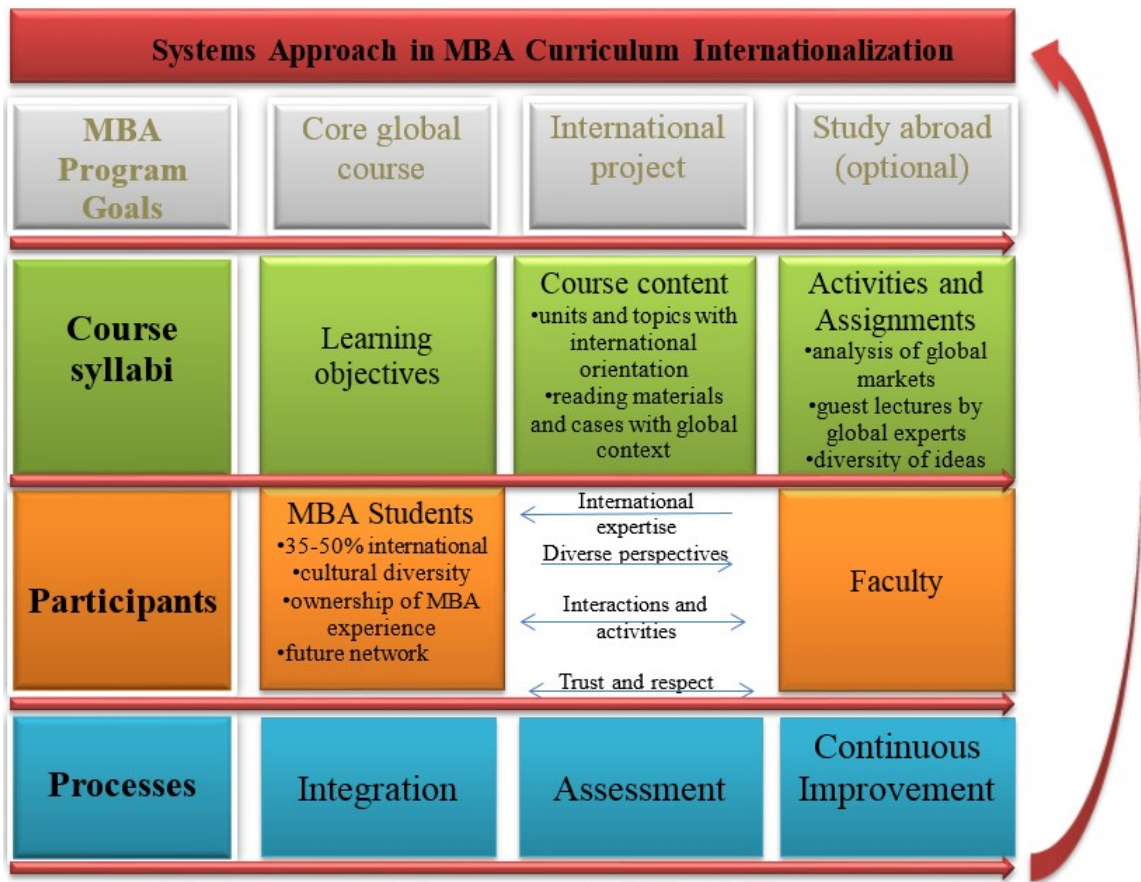 Systems Approach in MBA Curriculum Internationalization
MBA
Program
Goals
Core global
course
International
project
Study abroad
(optional)
Course
syllabi
Learning
objectives
Course content
•units and topics with
international
orientation
•reading materials
and cases with global
context
Activities and
Assignments
•analysis of global
markets
•guest lectures by
global experts
•diversity of ideas
Participants
MBA Students
•35-50% international
•cultural diversity
•ownership of MBA
experience
•future network
International
expertise
Diverse perspectives
Interactions and
activities
Trust and respect
Faculty
Processes
Integration
Assessment
Continuous
Improvement